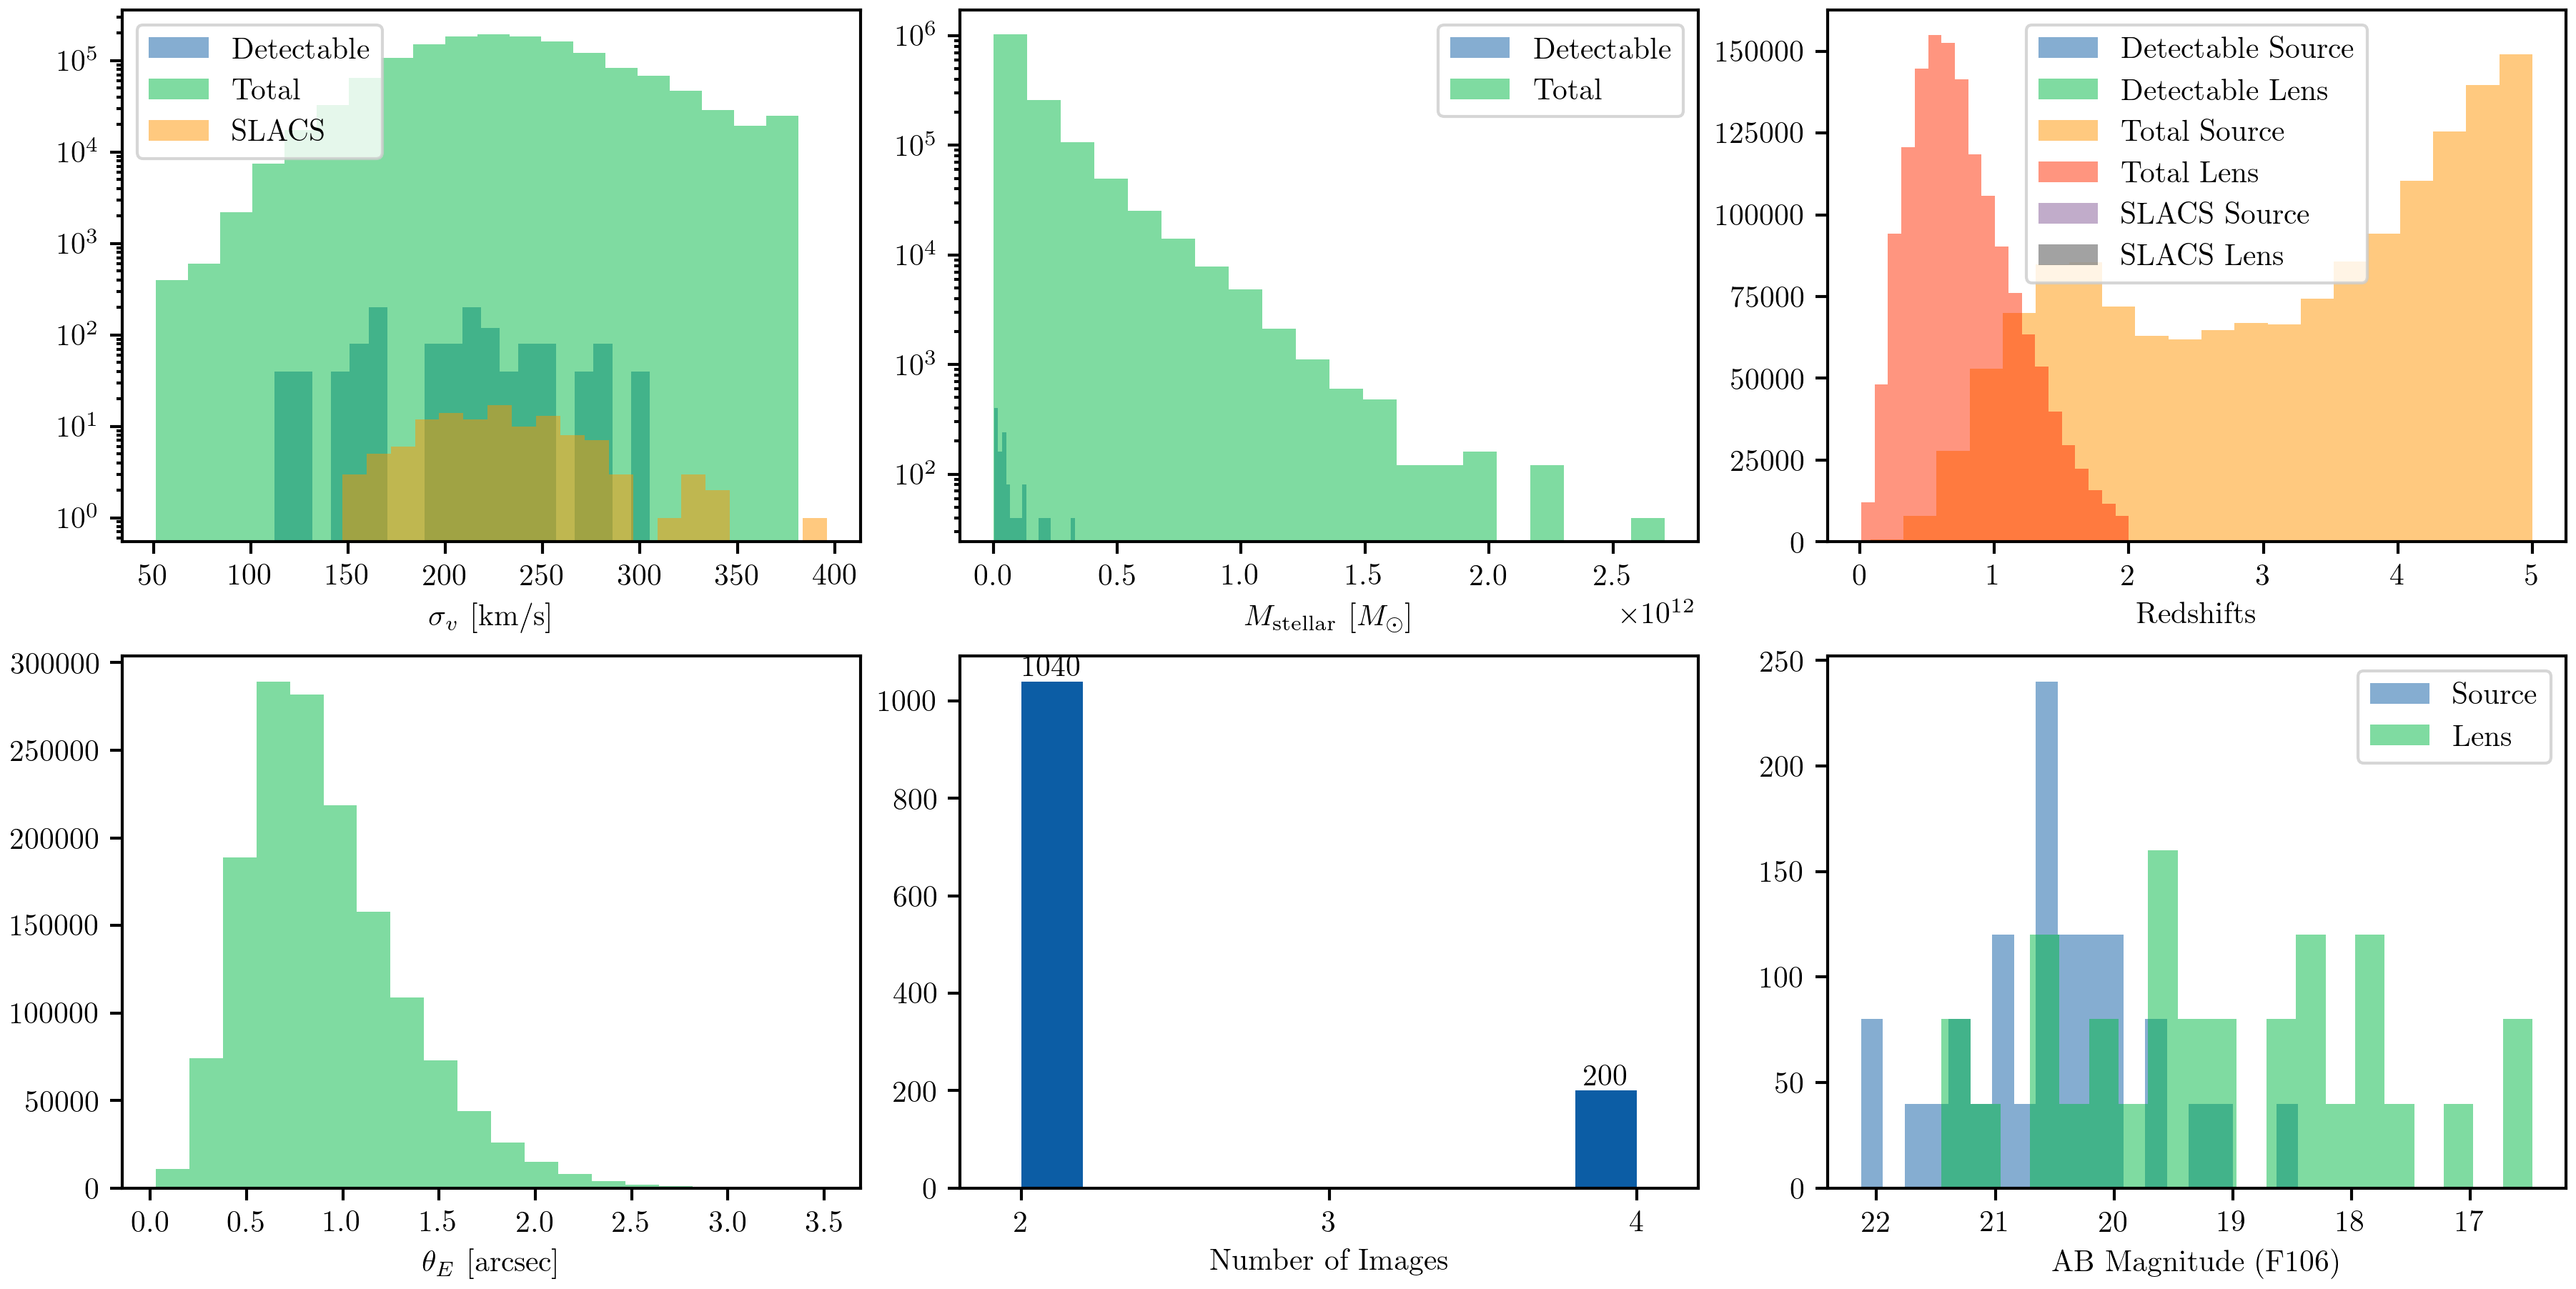 10^5
10^4
10^3
10^2
10^1
10^0
Detectable
Total
SLACS
50 100 150 200 250 300 350 400
σ_v [km/s]
10^6
10^5
10^4
10^3
10^2
Detectable
Total
0.0 0.5 1.0 1.5 2.0 2.5
×10^12
M_stellar [M_⊙]
150000
125000
100000
75000
50000
25000
0
Detectable Source
Detectable Lens
Total Source
Total Lens
SLACS Source
SLACS Lens
0 1 2 3 4 5
Redshifts
300000
250000
200000
150000
100000
50000
0
0.0 0.5 1.0 1.5 2.0 2.5 3.0 3.5
θ_E [arcsec]
1000
800
600
400
200
0
1040
200
2 3 4
Number of Images
250
200
150
100
50
0
Source
Lens
22 21 20 19 18 17
AB Magnitude (F106)